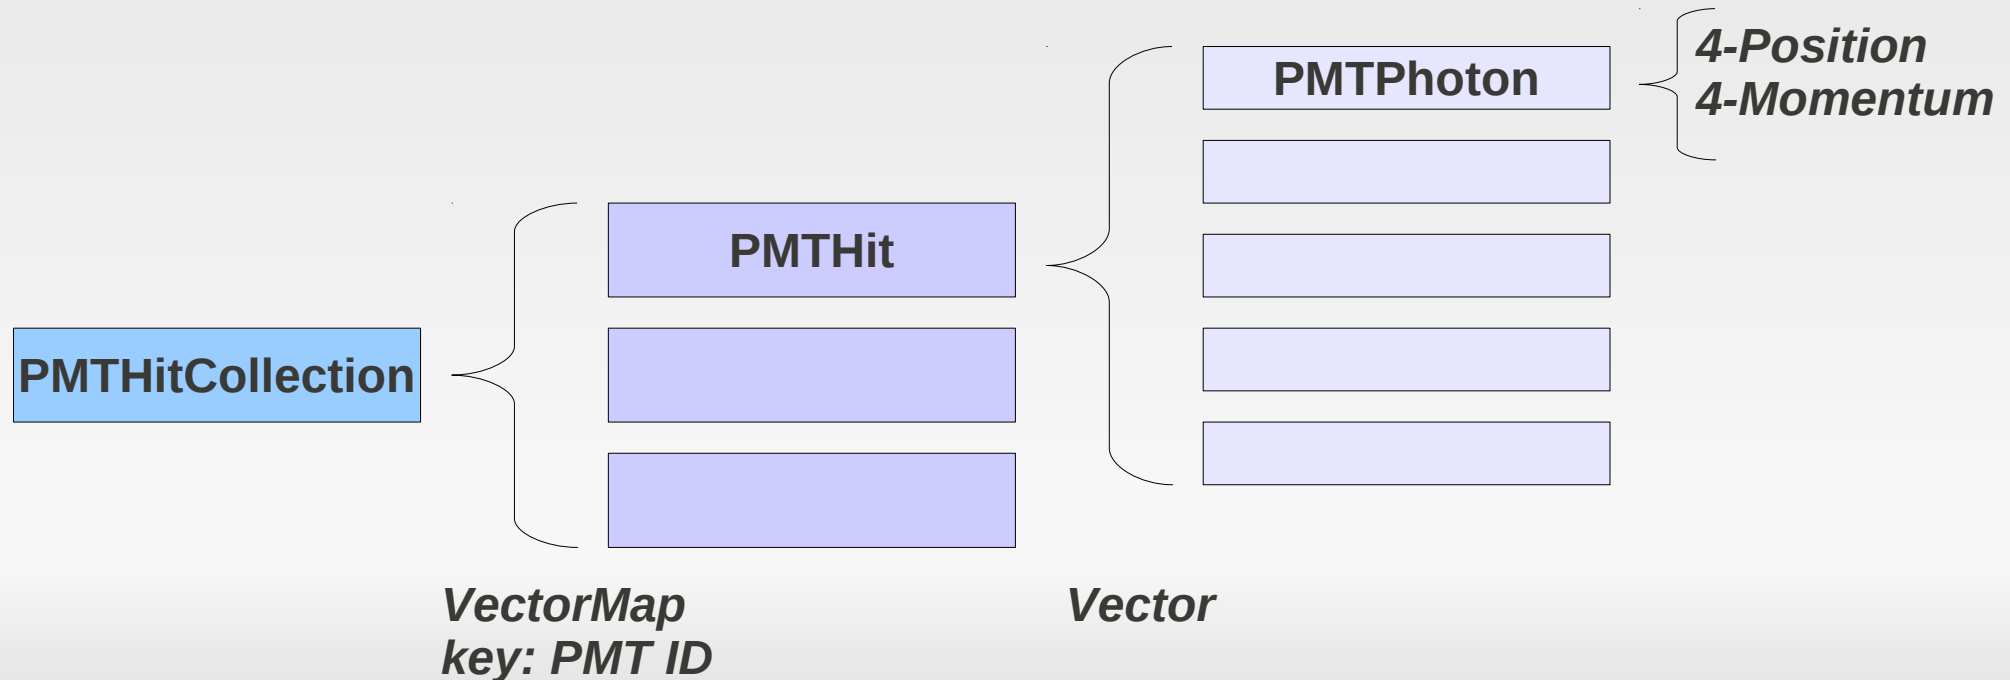 4-Position
4-Momentum
PMTPhoton
PMTHit
PMTHitCollection
VectorMap
key: PMT ID
Vector